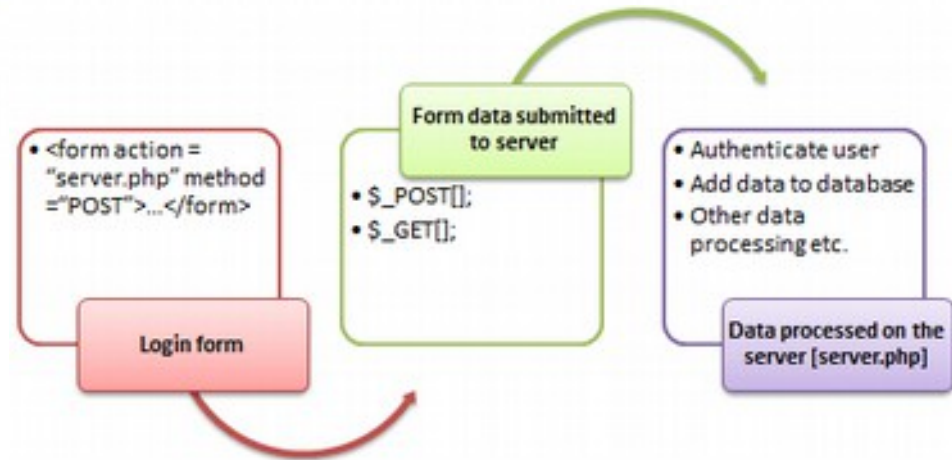 • <form action =
“server.php” method
=“POST”>...</form>
Login form
Form data submitted
to server
• $_POST[];
• $_GET[];
• Authenticate user
• Add data to database
• Other data
processing etc.
Data processed on the
server [server.php]